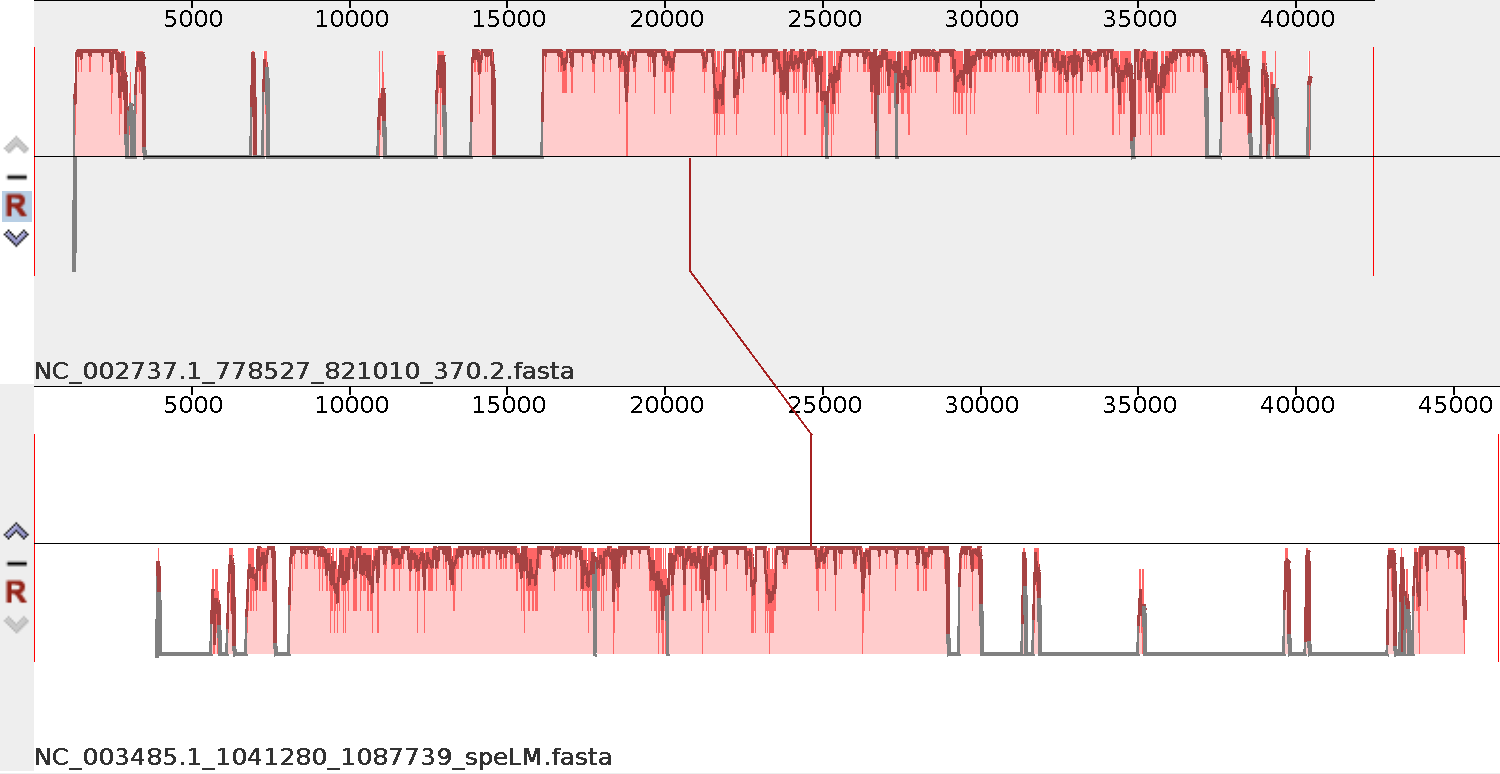 5000 10000 15000 20000 25000 30000 35000 40000
R
NC_002737.1_778527_821010_370.2.fasta
5000 10000 15000 20000 25000 30000 35000 40000 45000
R
NC_003485.1_1041280_1087739_speLM.fasta